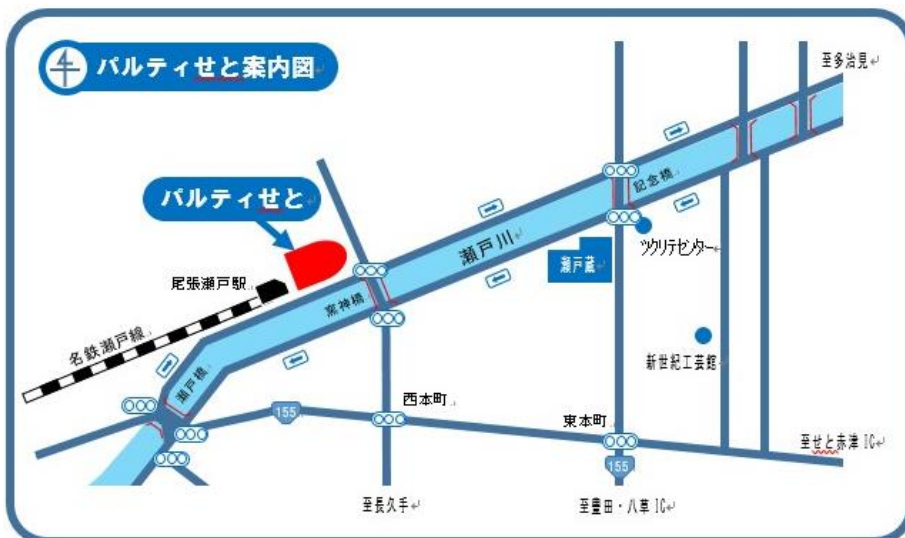 パルティせと案内図
至多治見
記念橋
パルティせと
瀬戸川
ツクリテセンター
瀬戸蔵
尾張瀬戸駅
窯神橋
名鉄瀬戸線
新世紀工芸館
瀬戸橋
西本町
155
東本町
至せと赤津IC
155
至長久手
至豊田・八草IC